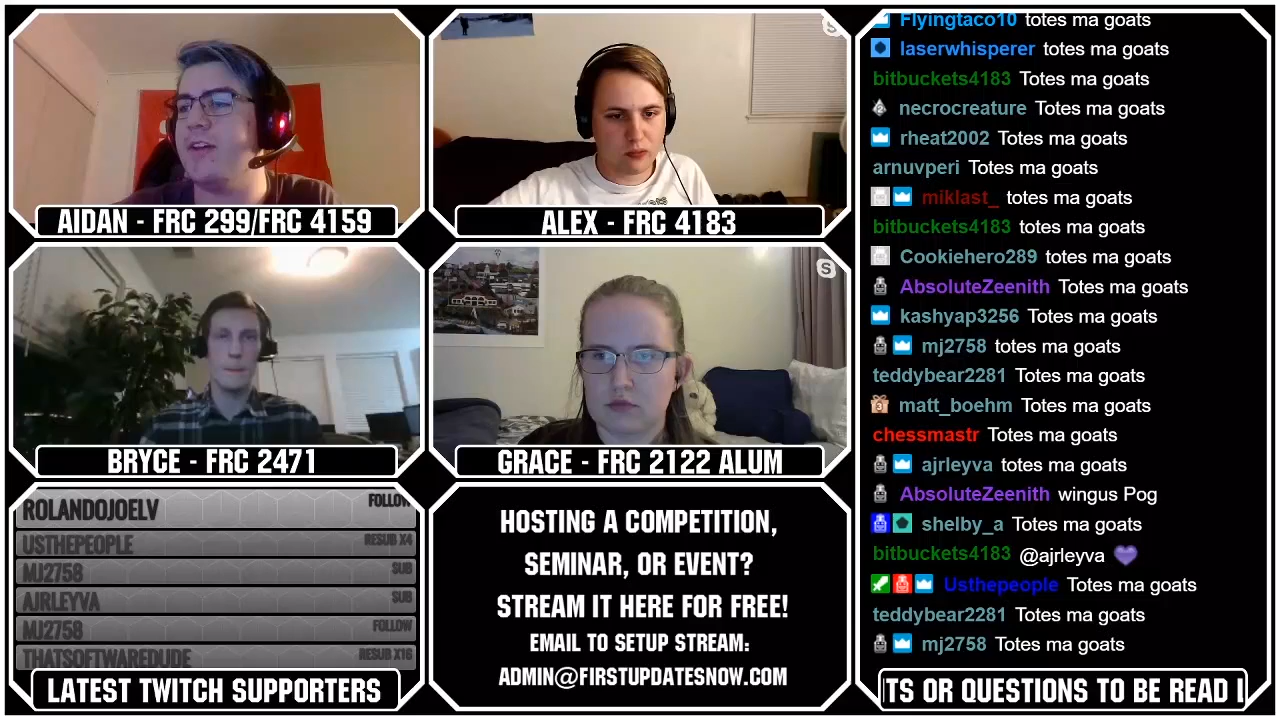 AIDAN - FRC 299/FRC 4159
ALEX - FRC 4183
BRYCE - FRC 2471
GRACE - FRC 2122 ALUM
ROLANDOJOELV FOLLOW
USTHEPEOPLE RESUB X4
MJ2758 SUB
AJRLEYVA SUB
MJ2758 FOLLOW
THATSOFTWAREDUDE RESUB X16
LATEST TWITCH SUPPORTERS
HOSTING A COMPETITION,
SEMINAR, OR EVENT?
STREAM IT HERE FOR FREE!
EMAIL TO SETUP STREAM:
ADMIN@FIRSTUPDATESNOW.COM
Flyingtaco10 totes ma goats
laserwhisperer totes ma goats
bitbuckets4183 Totes ma goats
necrocreature Totes ma goats
rheat2002 Totes ma goats
arnuvperi Totes ma goats
miklast_ totes ma goats
bitbuckets4183 totes ma goats
Cookiehero289 totes ma goats
AbsoluteZeenith Totes ma goats
kashyap3256 Totes ma goats
mj2758 totes ma goats
teddybear2281 Totes ma goats
matt_boehm Totes ma goats
chessmastr Totes ma goats
ajrleyva totes ma goats
AbsoluteZeenith wingus Pog
shelby_a Totes ma goats
bitbuckets4183 @ajrleyva 💜
Usthepeople Totes ma goats
teddybear2281 Totes ma goats
mj2758 Totes ma goats
TS OR QUESTIONS TO BE READ